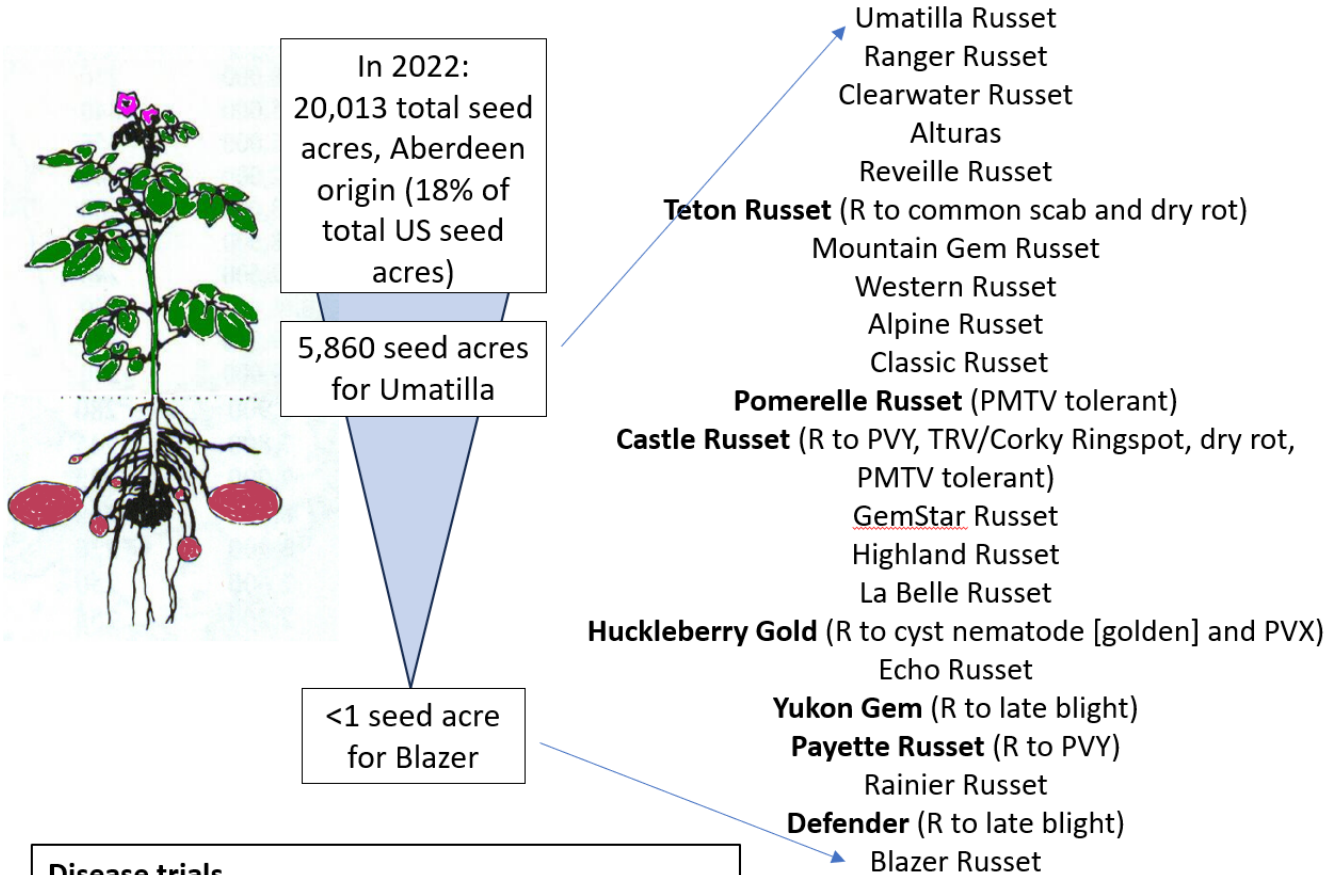 In 2022:
20,013 total seed
acres, Aberdeen
origin (18% of
total US seed
acres)
5,860 seed acres
for Umatilla
<1 seed acre
for Blazer
Umatilla Russet
Ranger Russet
Clearwater Russet
Alturas
Reveille Russet
Teton Russet (R to common scab and dry rot)
Mountain Gem Russet
Western Russet
Alpine Russet
Classic Russet
Pomerelle Russet (PMTV tolerant)
Castle Russet (R to PVY, TRV/Corky Ringspot, dry rot,
PMTV tolerant)
GemStar Russet
Highland Russet
La Belle Russet
Huckleberry Gold (R to cyst nematode [golden] and PVX)
Echo Russet
Yukon Gem (R to late blight)
Payette Russet (R to PVY)
Rainier Russet
Defender (R to late blight)
Blazer Russet
Disease trials